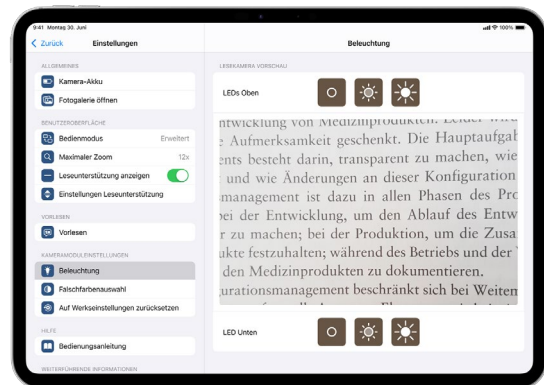 9:41 Montag 30. Juni
100%
Zurück
Einstellungen
Beleuchtung
ALLGEMEINES
Kamera-Akku
Fotogalerie öffnen
BENUTZEROBERFLÄCHE
Bedienmodus Erweitert
Maximaler Zoom 12x
Leseunterstützung anzeigen
Einstellungen Leseunterstützung
VORLESEN
Vorlesen
KAMERAMODULEINSTELLUNGEN
Beleuchtung
Falschfarbenauswahl
Auf Werkseinstellungen zurücksetzen
HILFE
Bedienungsanleitung
WEITERFÜHRENDE INFORMATIONEN
LESEKAMERA VORSCHAU
LEDs Oben
ntwicklung von Medizinprodukten. Leider wird
e Aufmerksamkeit geschenkt. Die Hauptaufgab
ents besteht darin, transparent zu machen, wie
und wie Änderungen an dieser Konfiguration
smanagement ist dazu in allen Phasen des Pro
bei der Entwicklung, um den Ablauf des Entw
r zu machen; bei der Produktion, um die Zusa
ukte festzuhalten; während des Betriebs und der
den Medizinprodukten zu dokumentieren.
urationsmanagement beschränkt sich bei Weitem
LED Unten